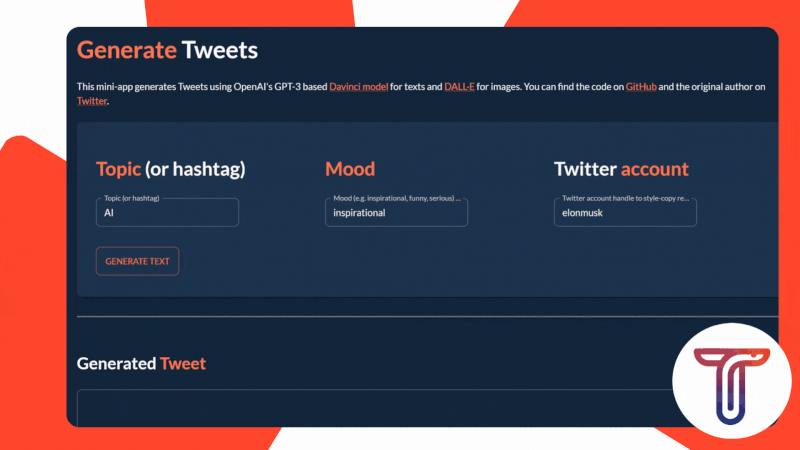 Generate Tweets
This mini-app generates Tweets using OpenAI's GPT-3 based Davinci model for texts and DALL·E for images. You can find the code on GitHub and the original author on
Twitter.
Topic (or hashtag)
Mood
Twitter account
Topic (or hashtag)
Mood (e.g. inspirational, funny, serious) ...
Twitter account handle to style-copy re...
AI
inspirational
elonmusk
GENERATE TEXT
Generated Tweet